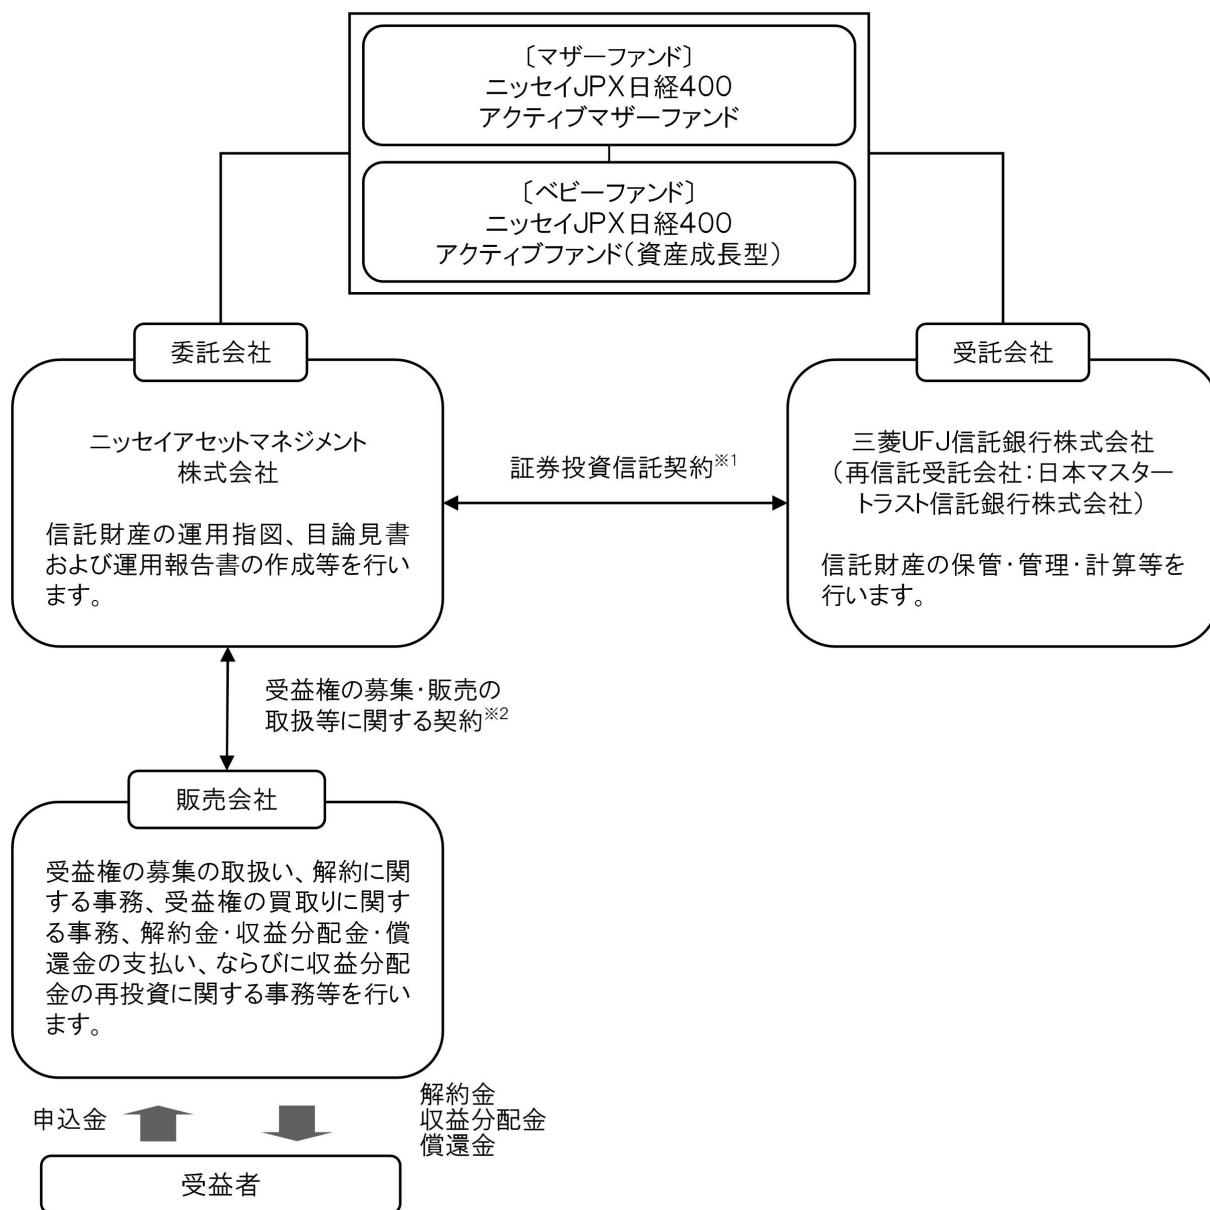 〔マザーファンド〕
ニッセイJPX日経400
アクティブマザーファンド
〔ベビーファンド〕
ニッセイJPX日経400
アクティブファンド（資産成長型）
委託会社
ニッセイアセットマネジメント
株式会社
信託財産の運用指図、目論見書
および運用報告書の作成等を行い
ます。
証券投資信託契約※1
受託会社
三菱UFJ信託銀行株式会社
（再信託受託会社：日本マスター
トラスト信託銀行株式会社）
信託財産の保管・管理・計算等を
行います。
受益権の募集・販売の
取扱等に関する契約※2
販売会社
受益権の募集の取扱い、解約に関
する事務、受益権の買取りに関す
る事務、解約金・収益分配金・償
還金の支払い、ならびに収益分配
金の再投資に関する事務等を行い
ます。
申込金
解約金
収益分配金
償還金
受益者